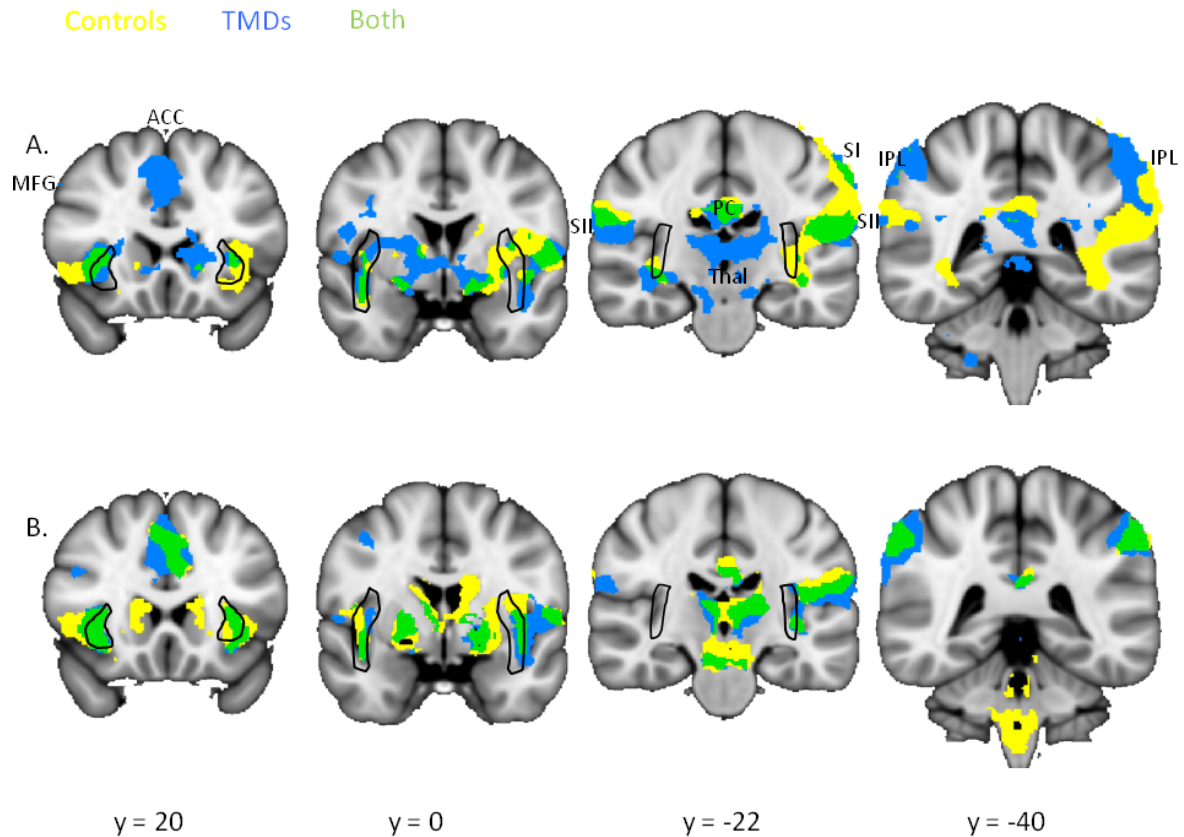 Controls TMDs Both
ACC
A.
MFG
SI
IPL
IPL
PC
SII
SII
Thal
B.
y = 20 y = 0 y = -22 y = -40